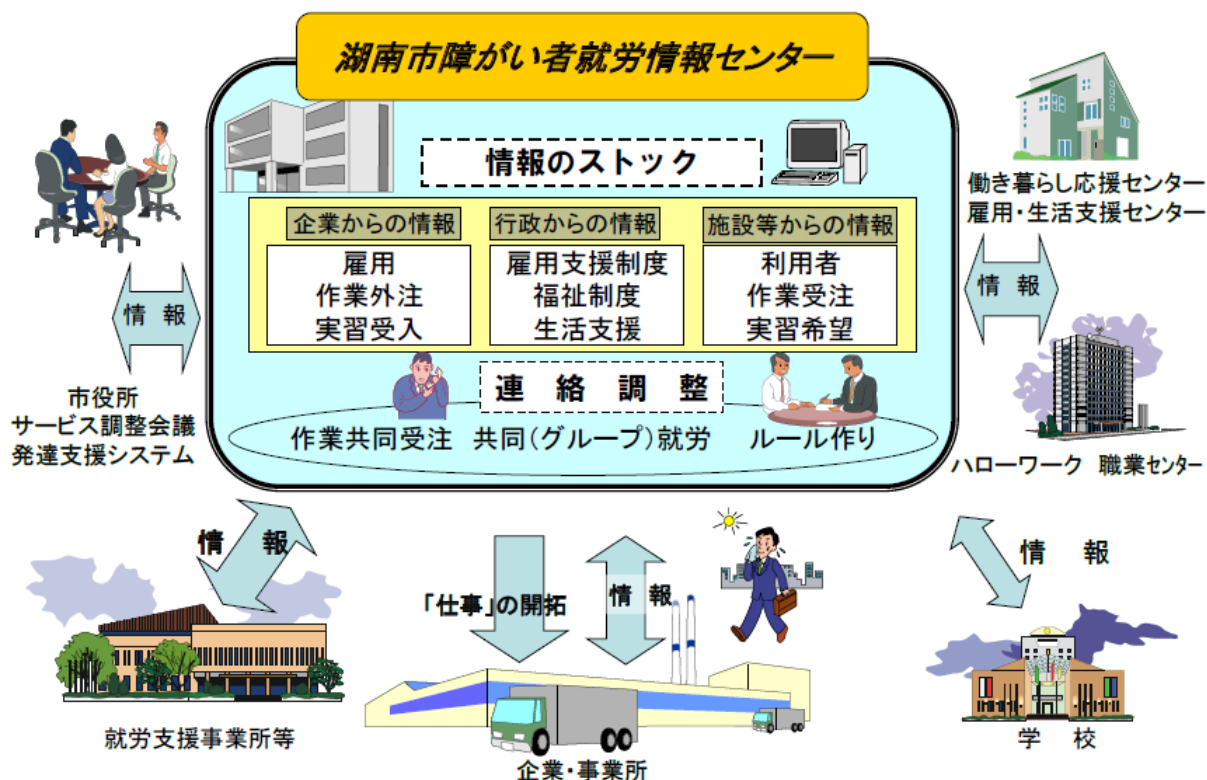 湖南市障がい者就労情報センター
情報のストック
企業からの情報
雇用
作業外注
実習受入
行政からの情報
雇用支援制度
福祉制度
生活支援
施設等からの情報
利用者
作業受注
実習希望
連絡調整
作業共同受注 共同(グループ)就労 ルール作り
情報
市役所
サービス調整会議
発達支援システム
働き暮らし応援センター
雇用・生活支援センター
情報
ハローワーク 職業センター
情報
就労支援事業所等
「仕事」の開拓
情報
企業・事業所
情報
学校